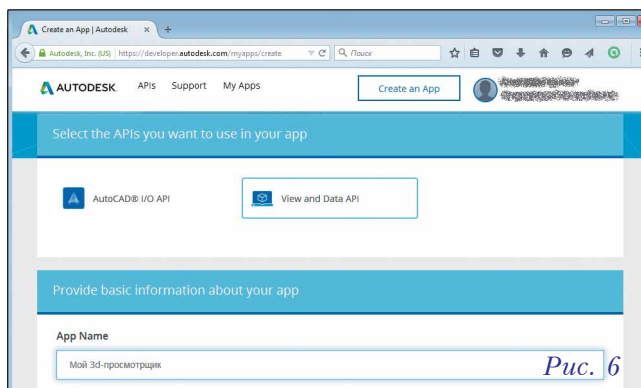 Create an App | Autodesk
Autodesk, Inc. (US) https://developer.autodesk.com/myapps/create Поиск
AUTODESK. APIs Support My Apps Create an App
Select the APIs you want to use in your app
AutoCAD® I/O API View and Data API
Provide basic information about your app
App Name
Мой 3d-просмотрщик
Рис. 6